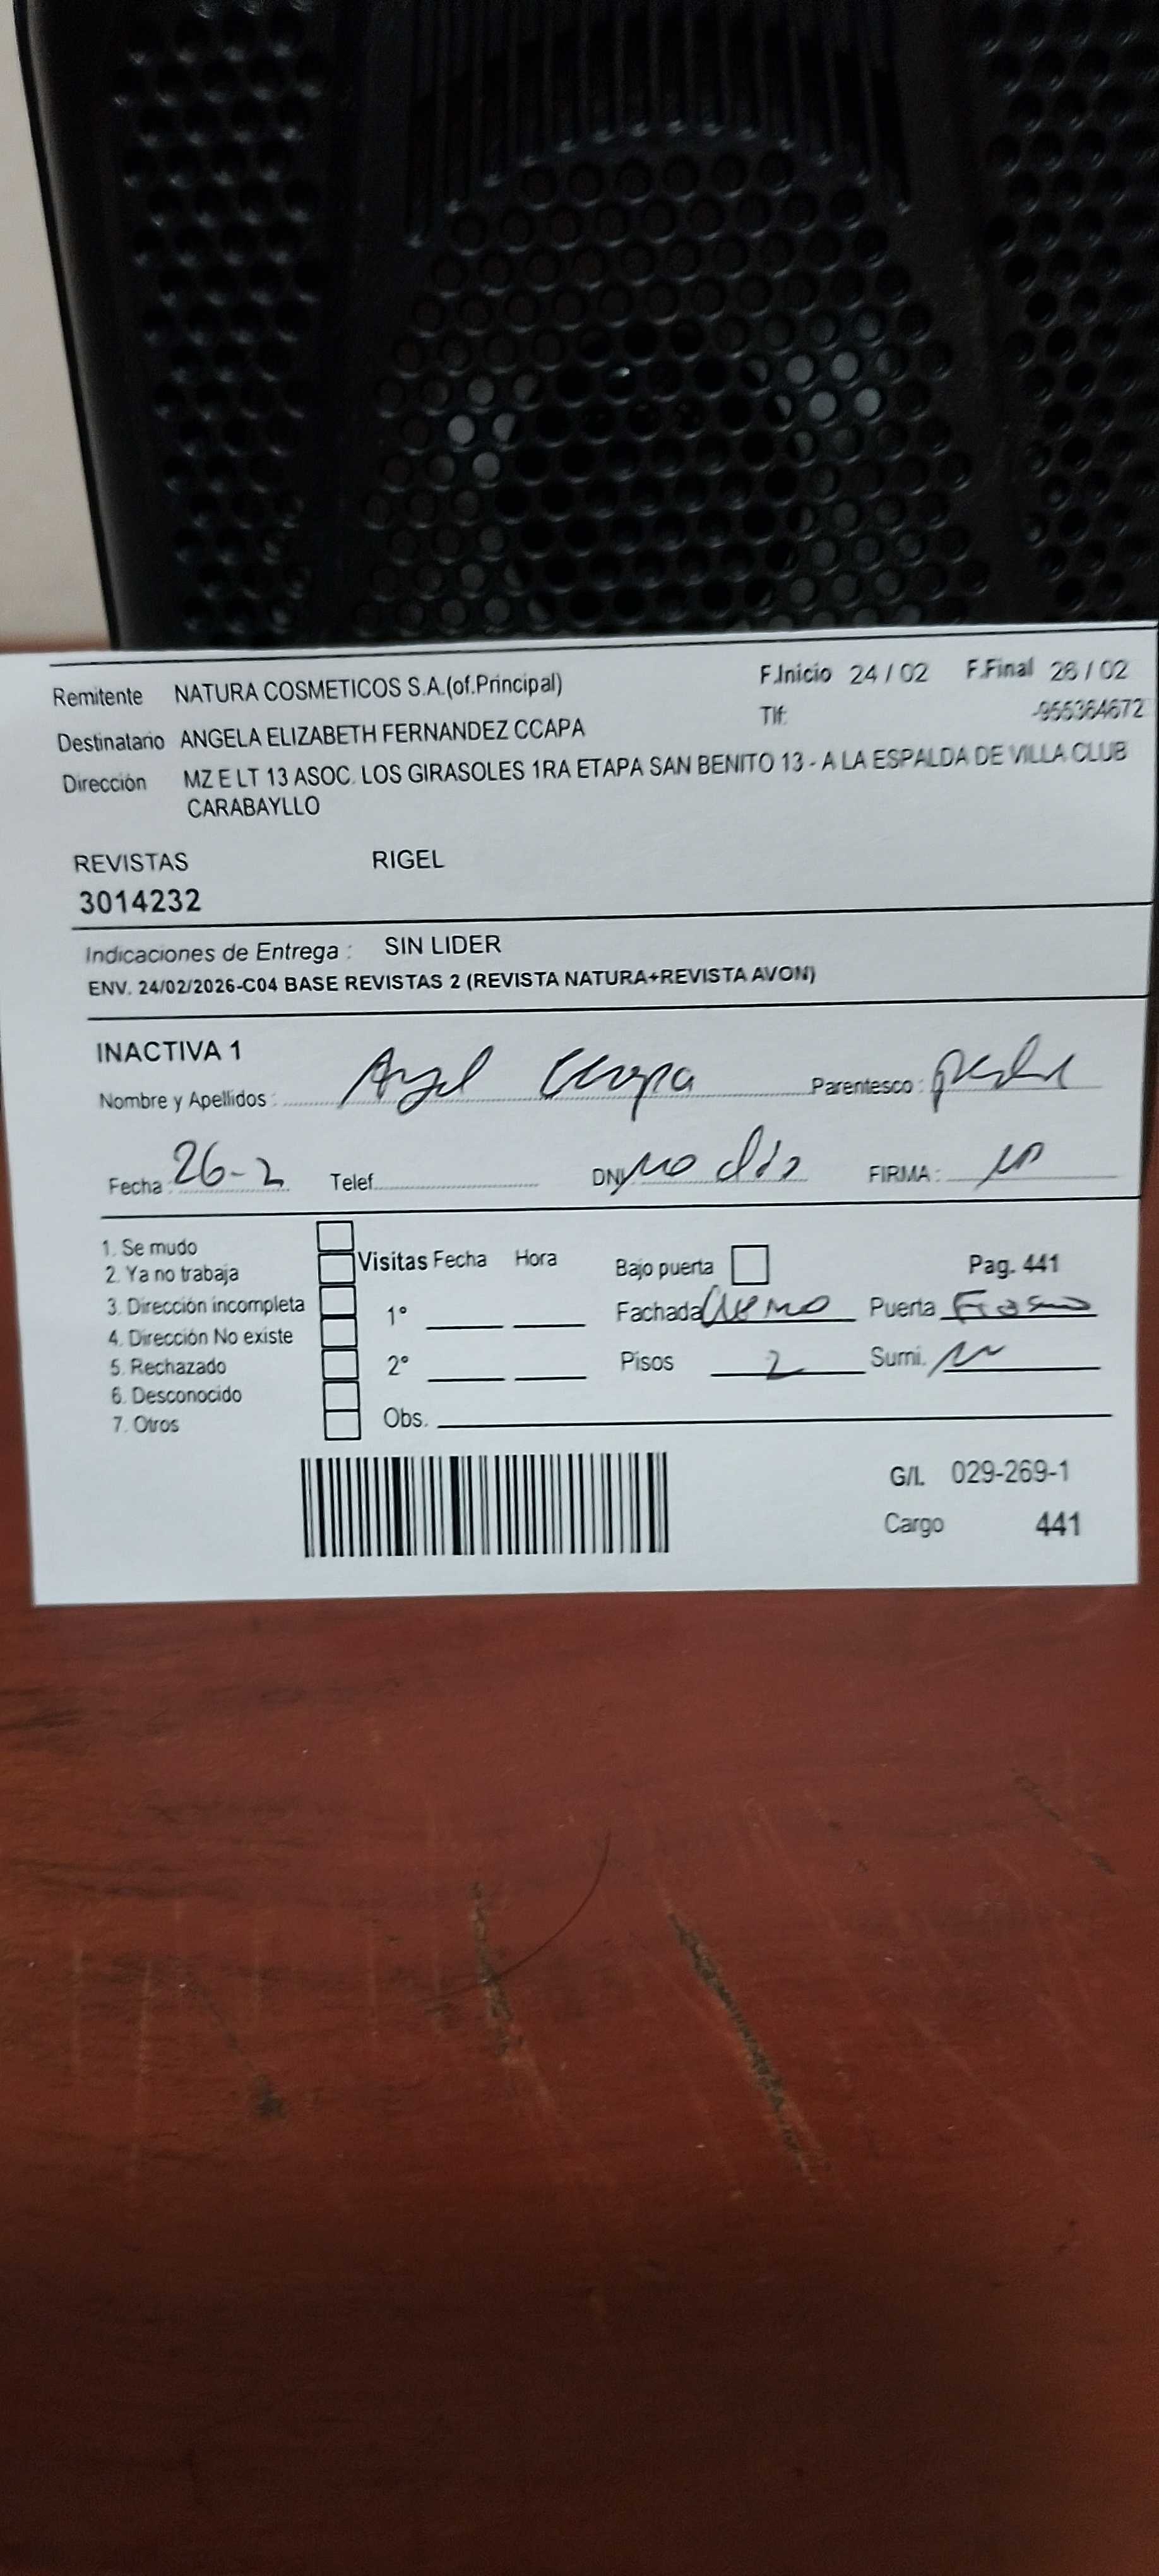 Remitente NATURA COSMETICOS S.A.(of.Principal) F.Inicio 24 / 02 F.Final 26 / 02
Destinatario ANGELA ELIZABETH FERNANDEZ CCAPA Tlf: -955364672
Dirección MZ E LT 13 ASOC. LOS GIRASOLES 1RA ETAPA SAN BENITO 13 - A LA ESPALDA DE VILLA CLUB
CARABAYLLO
REVISTAS RIGEL
3014232
Indicaciones de Entrega : SIN LIDER
ENV. 24/02/2026-C04 BASE REVISTAS 2 (REVISTA NATURA+REVISTA AVON)
INACTIVA 1
Nombre y Apellidos : Angel Ccapa Parentesco :
Fecha : 26-2 Telef. DNI no dio FIRMA :
1. Se mudo
2. Ya no trabaja Visitas Fecha Hora Bajo puerta Pag. 441
3. Dirección incompleta 1° Fachada Puerta
4. Dirección No existe
5. Rechazado 2° Pisos 2 Sumi.
6. Desconocido
7. Otros Obs.
G/L 029-269-1
Cargo 441